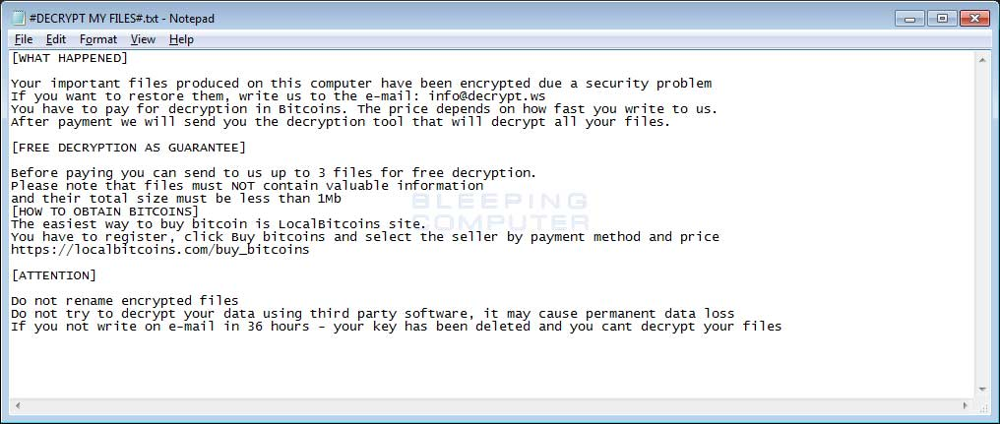 #DECRYPT MY FILES#.txt - Notepad
File Edit Format View Help
[WHAT HAPPENED]
Your important files produced on this computer have been encrypted due a security problem
If you want to restore them, write us to the e-mail: info@decrypt.ws
You have to pay for decryption in Bitcoins. The price depends on how fast you write to us.
After payment we will send you the decryption tool that will decrypt all your files.
[FREE DECRYPTION AS GUARANTEE]
Before paying you can send to us up to 3 files for free decryption.
Please note that files must NOT contain valuable information
and their total size must be less than 1Mb
[HOW TO OBTAIN BITCOINS]
The easiest way to buy bitcoin is LocalBitcoins site.
You have to register, click Buy bitcoins and select the seller by payment method and price
https://localbitcoins.com/buy_bitcoins
BLEEPING
COMPUTER
[ATTENTION]
Do not rename encrypted files
Do not try to decrypt your data using third party software, it may cause permanent data loss
If you not write on e-mail in 36 hours - your key has been deleted and you cant decrypt your files